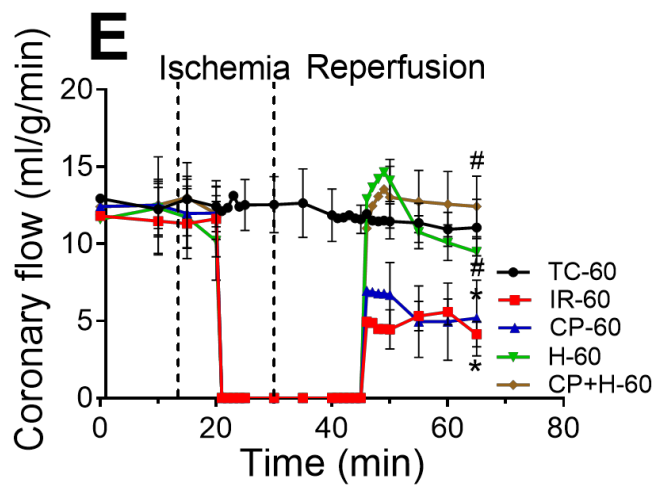 E
Ischemia Reperfusion
Coronary flow (ml/g/min)
20
15
10
5
0
#
#
*
*
TC-60
IR-60
CP-60
H-60
CP+H-60
0 20 40 60 80
Time (min)